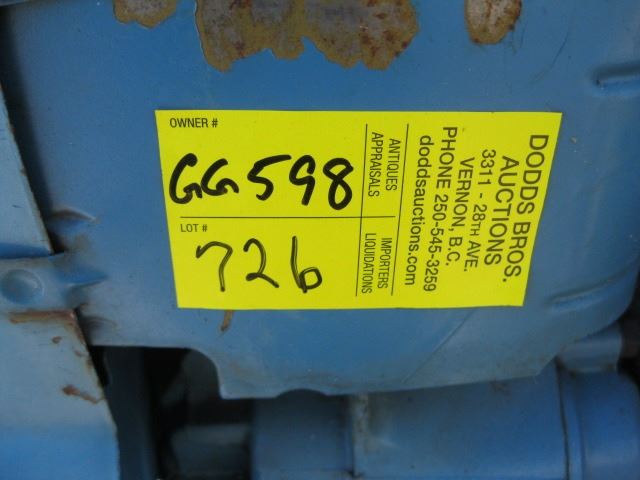 OWNER #
GG598
LOT #
726
ANTIQUES
APPRAISALS
IMPORTERS
LIQUIDATIONS
DODDS BROS.
AUCTIONS
3311 - 28TH AVE.
VERNON, B.C.
PHONE 250-545-3259
doddsauctions.com